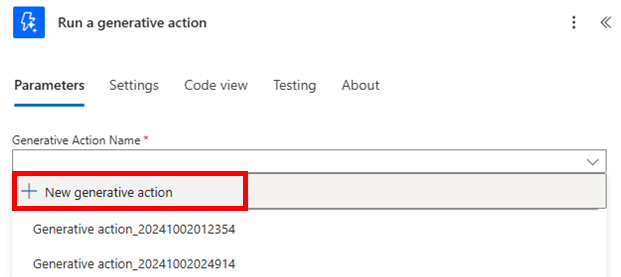 Run a generative action
Parameters Settings Code view Testing About
Generative Action Name *
New generative action
Generative action_20241002012354
Generative action_20241002024914